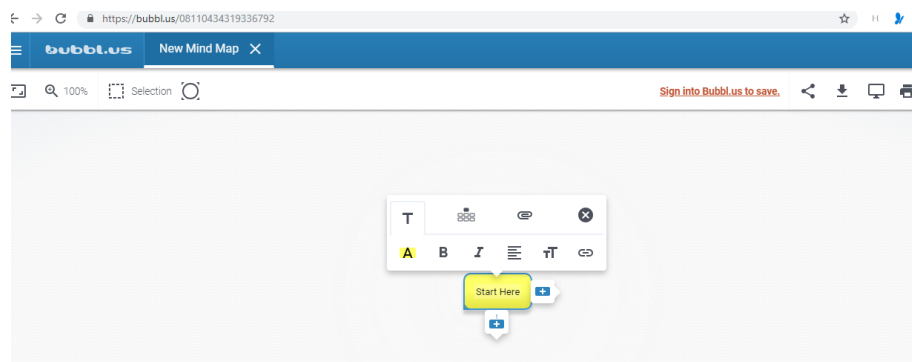 https://bubbl.us/08110434319336792
bubbl.us
New Mind Map
100%
Selection
Sign into Bubbl.us to save.
T
A B I TT
Start Here